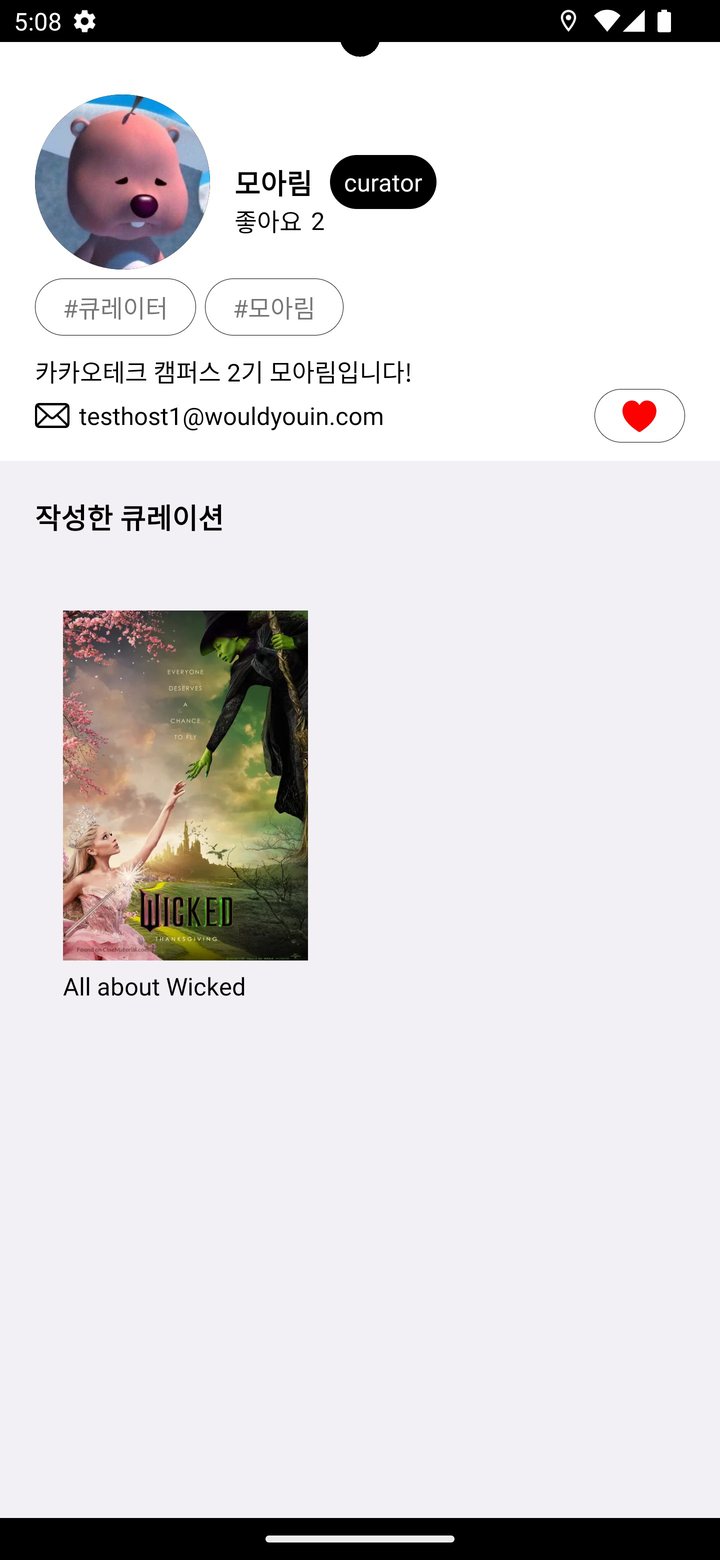 5:08
모아림 curator
좋아요 2
#큐레이터 #모아림
카카오테크 캠퍼스 2기 모아림입니다!
testhost1@wouldyouin.com
작성한 큐레이션
EVERYONE
DESERVES
A
CHANCE
TO FLY
WICKED
THANKSGIVING
All about Wicked